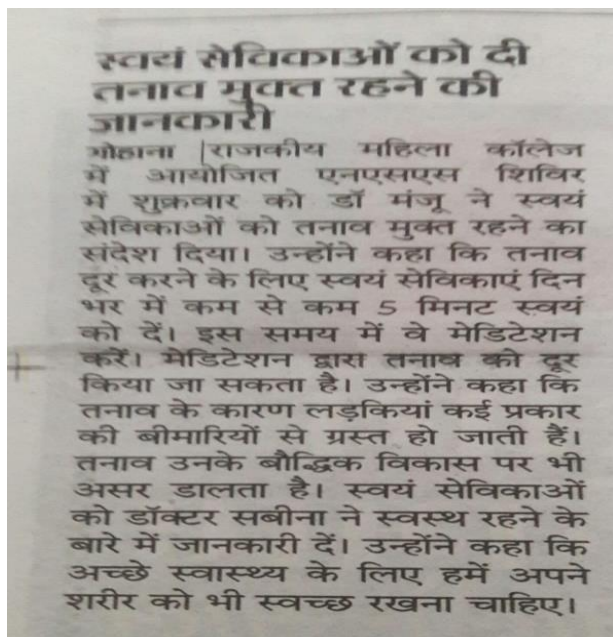 स्वयं सेविकाओं को दी
तनाव मुक्त रहने की
जानकारी
गोहाना |राजकीय महिला कॉलेज
में आयोजित एनएसएस शिविर
में शुक्रवार को डॉ मंजू ने स्वयं
सेविकाओं को तनाव मुक्त रहने का
संदेश दिया। उन्होंने कहा कि तनाव
दूर करने के लिए स्वयं सेविकाएं दिन
भर में कम से कम 5 मिनट स्वयं
को दें। इस समय में वे मेडिटेशन
करें। मेडिटेशन द्वारा तनाव को दूर
किया जा सकता है। उन्होंने कहा कि
तनाव के कारण लड़कियां कई प्रकार
की बीमारियों से ग्रस्त हो जाती हैं।
तनाव उनके बौद्धिक विकास पर भी
असर डालता है। स्वयं सेविकाओं
को डॉक्टर सबीना ने स्वस्थ रहने के
बारे में जानकारी दें। उन्होंने कहा कि
अच्छे स्वास्थ्य के लिए हमें अपने
शरीर को भी स्वच्छ रखना चाहिए।